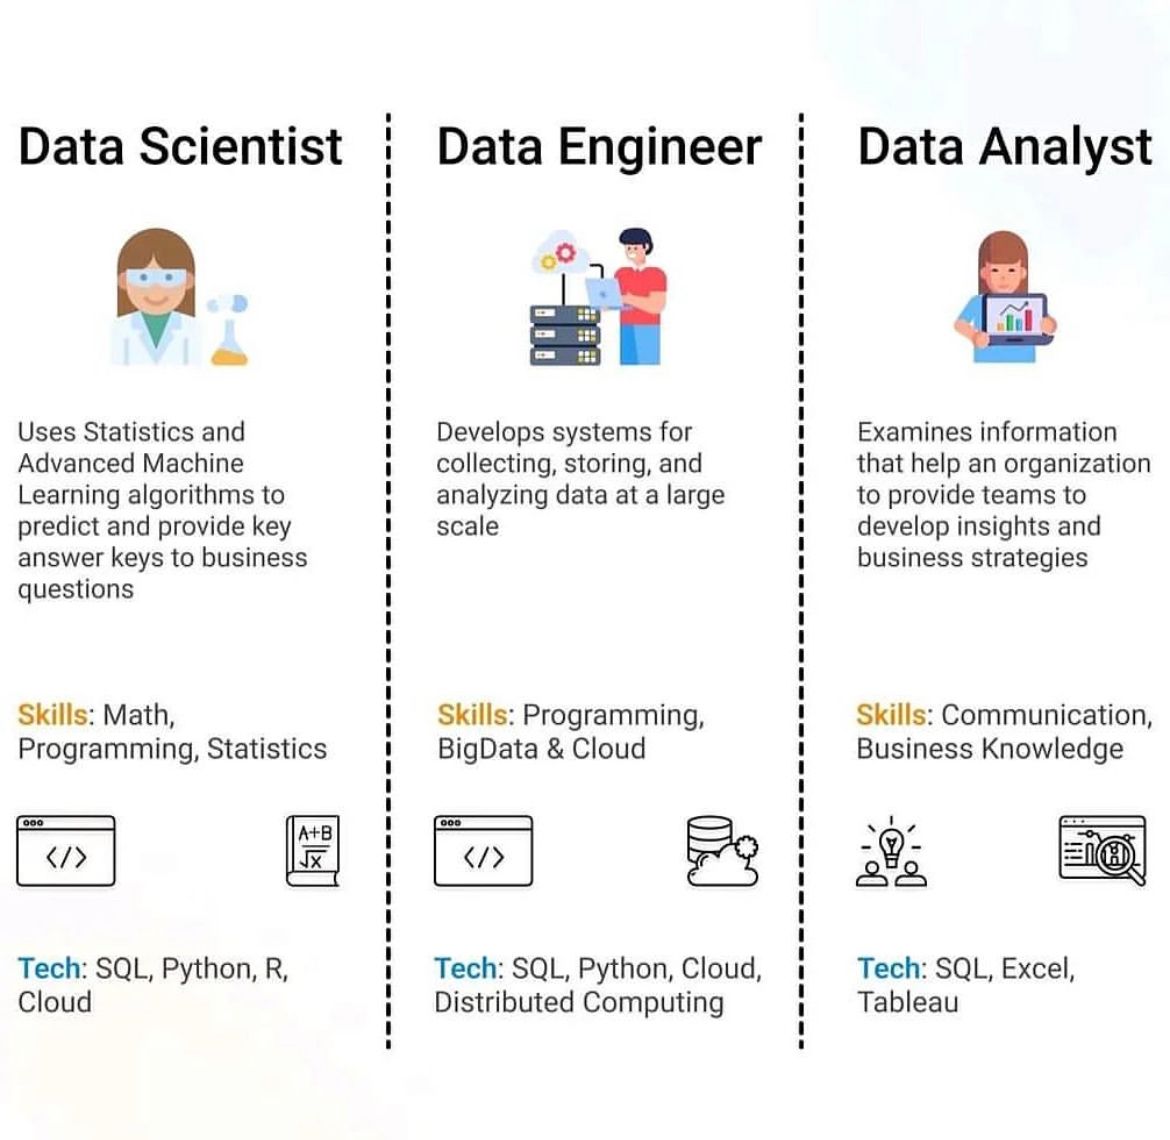 Data Scientist
Uses Statistics and
Advanced Machine
Learning algorithms to
predict and provide key
answer keys to business
questions
Skills: Math,
Programming, Statistics
</>
A+B
√x
Tech: SQL, Python, R,
Cloud
Data Engineer
Develops systems for
collecting, storing, and
analyzing data at a large
scale
Skills: Programming,
BigData & Cloud
</>
Tech: SQL, Python, Cloud,
Distributed Computing
Data Analyst
Examines information
that help an organization
to provide teams to
develop insights and
business strategies
Skills: Communication,
Business Knowledge
Tech: SQL, Excel,
Tableau